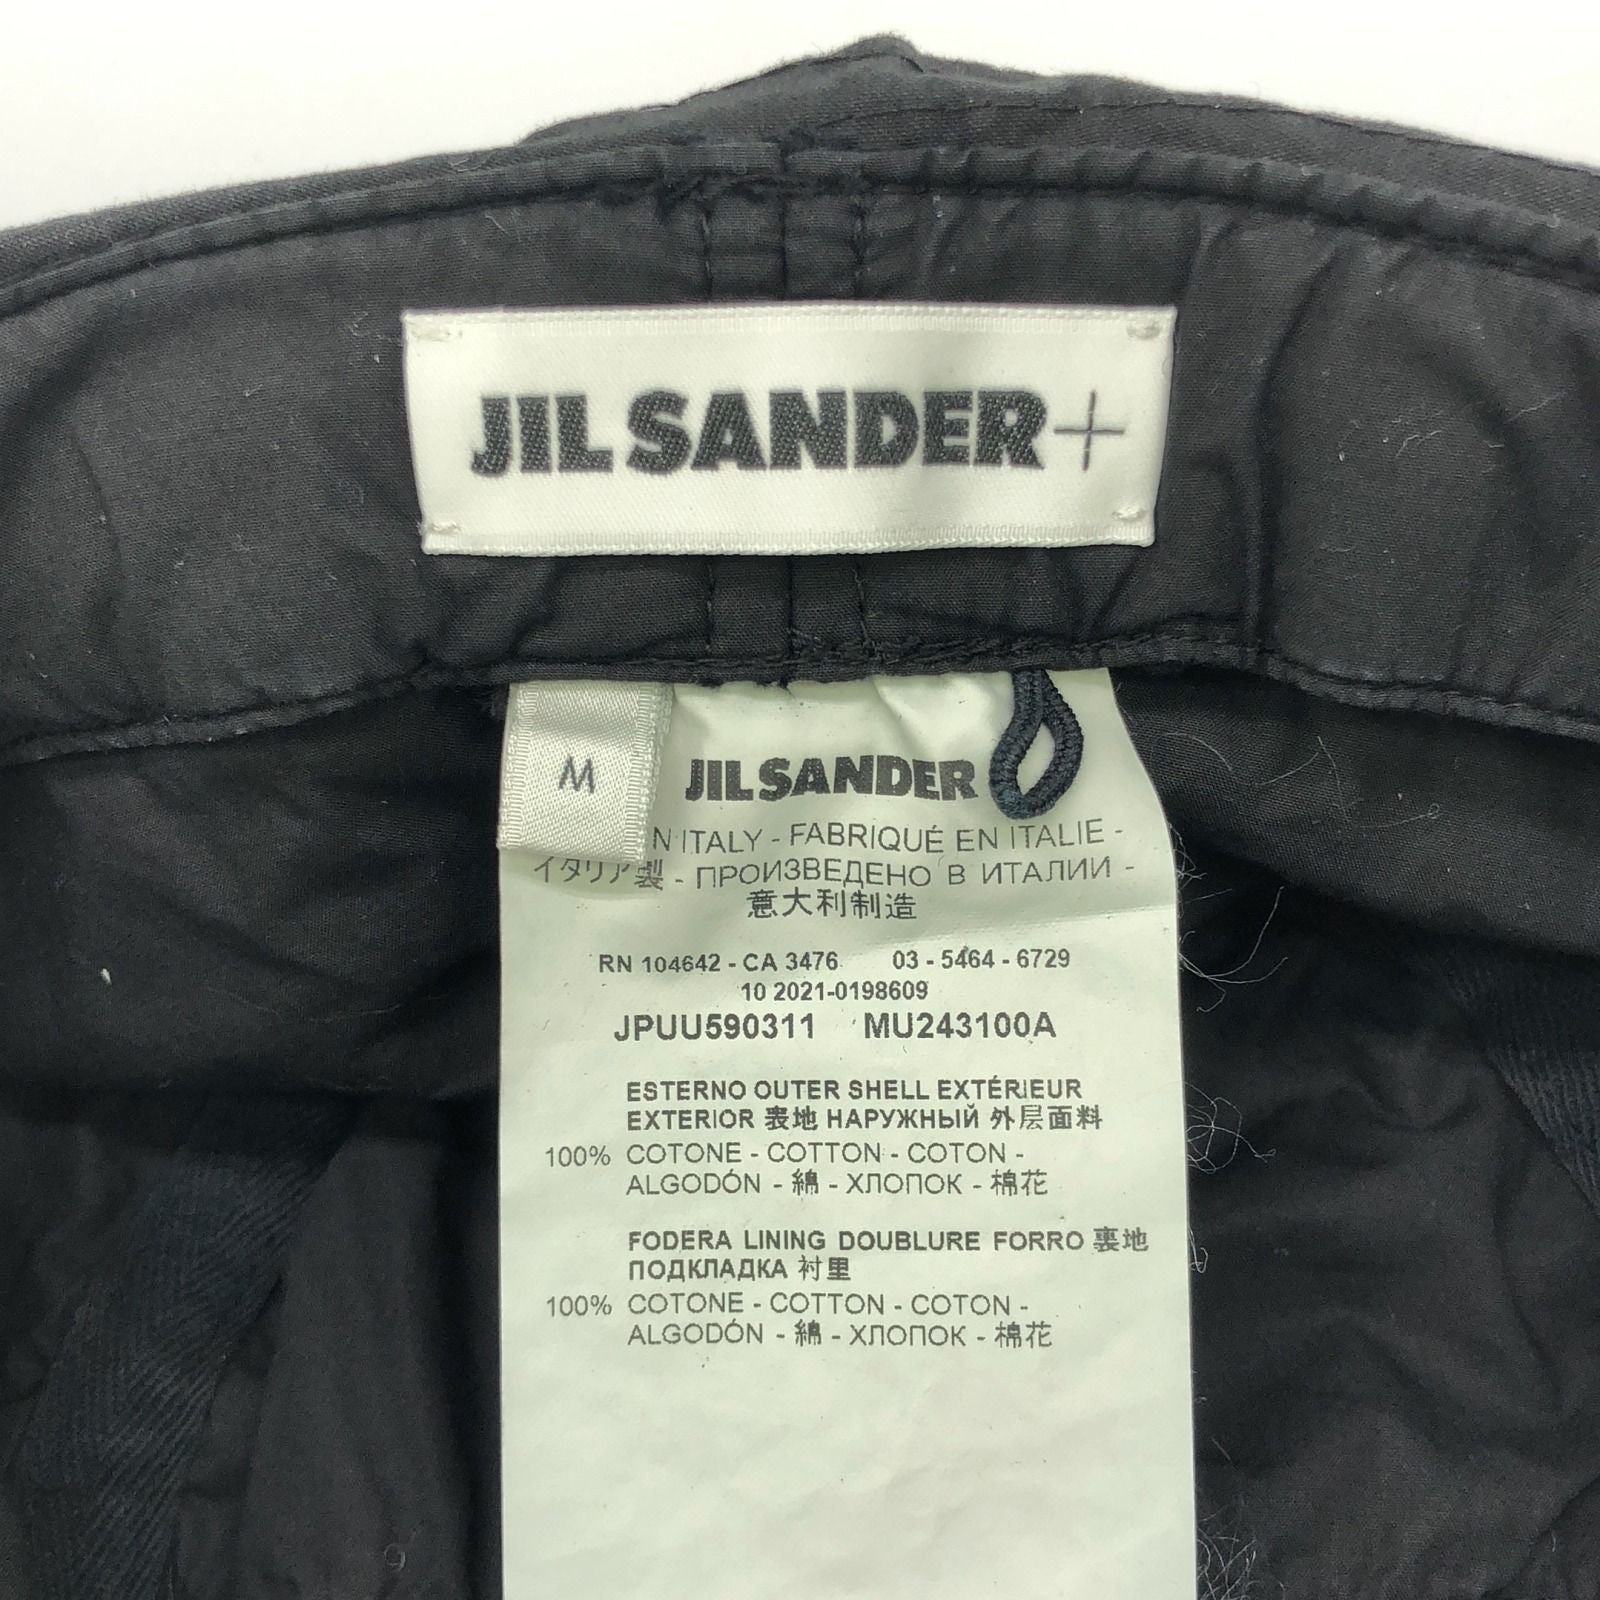 JIL SANDER+
M
JIL SANDER
N ITALY - FABRIQUÉ EN ITALIE -
イタリア製 - ПРОИЗВЕДЕНО В ИТАЛИИ -
意大利制造
RN 104642 - CA 3476 03 - 5464 - 6729
10 2021-0198609
JPUU590311 MU243100A
ESTERNO OUTER SHELL EXTÉRIEUR
EXTERIOR 表地 НАРУЖНЫЙ 外层面料
100% COTONE - COTTON - COTON -
ALGODÓN - 綿 - ХЛОПОК - 棉花
FODERA LINING DOUBLURE FORRO 裏地
ПОДКЛАДКА 衬里
100% COTONE - COTTON - COTON -
ALGODÓN - 綿 - ХЛОПОК - 棉花